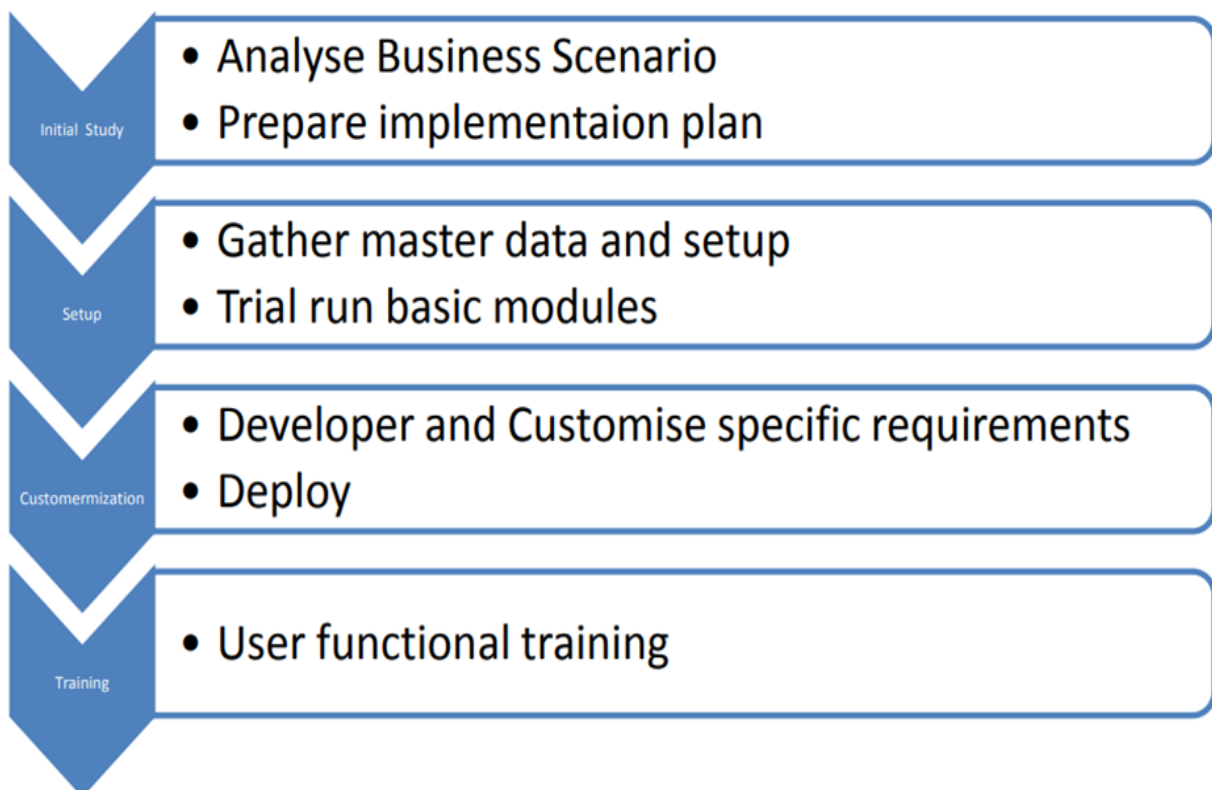 Initial Study
• Analyse Business Scenario
• Prepare implementaion plan
Setup
• Gather master data and setup
• Trial run basic modules
Customermization
• Developer and Customise specific requirements
• Deploy
Training
• User functional training